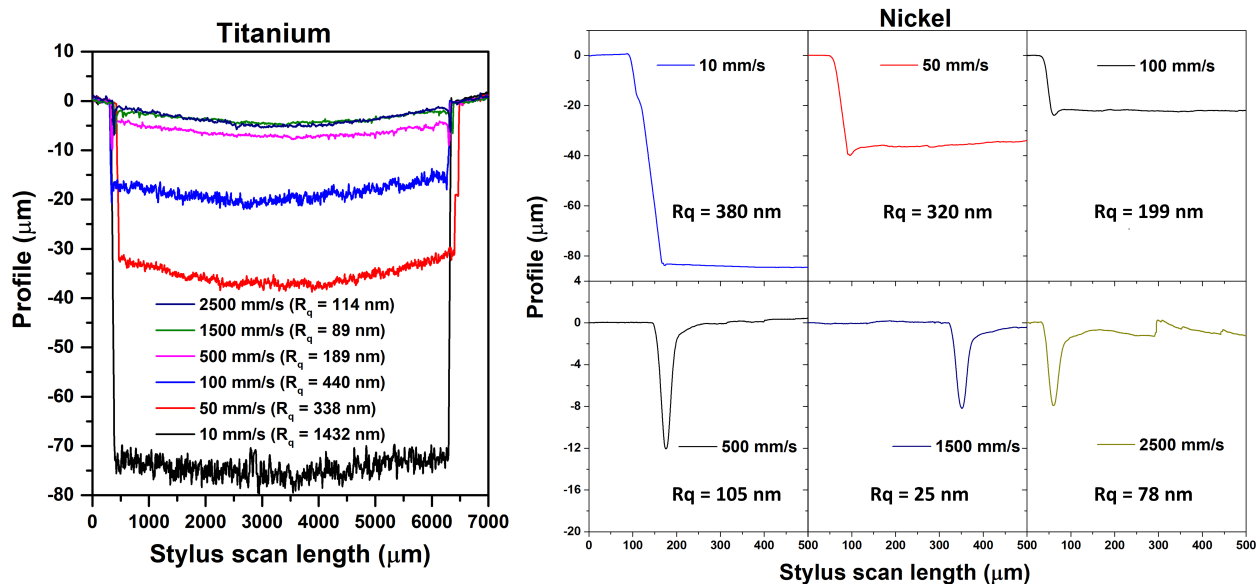 Titanium
10
0
-10
-20
-30
-40
-50
-60
-70
-80
Profile (μm)
2500 mm/s (Rq = 114 nm)
1500 mm/s (Rq = 89 nm)
500 mm/s (Rq = 189 nm)
100 mm/s (Rq = 440 nm)
50 mm/s (Rq = 338 nm)
10 mm/s (Rq = 1432 nm)
0 1000 2000 3000 4000 5000 6000 7000
Stylus scan length (μm)
Nickel
0
-20
-40
-60
-80
10 mm/s
Rq = 380 nm
50 mm/s
Rq = 320 nm
100 mm/s
Rq = 199 nm
Profile (μm)
4
0
-4
-8
-12
-16
-20
500 mm/s
Rq = 105 nm
1500 mm/s
Rq = 25 nm
2500 mm/s
Rq = 78 nm
0 100 200 300 400 500 100 200 300 400 500 100 200 300 400 500
Stylus scan length (μm)